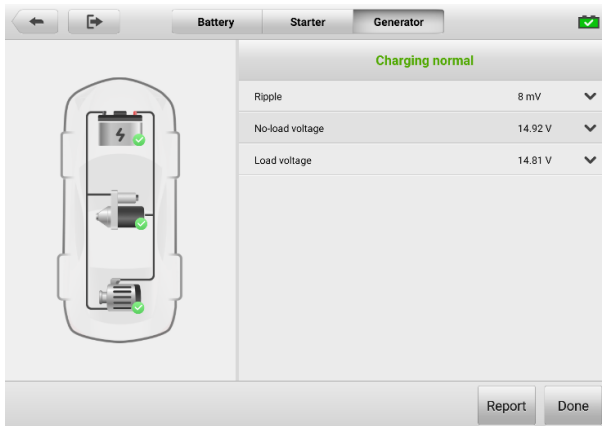 Battery Starter Generator
Charging normal
Ripple 8 mV
No-load voltage 14.92 V
Load voltage 14.81 V
Report Done